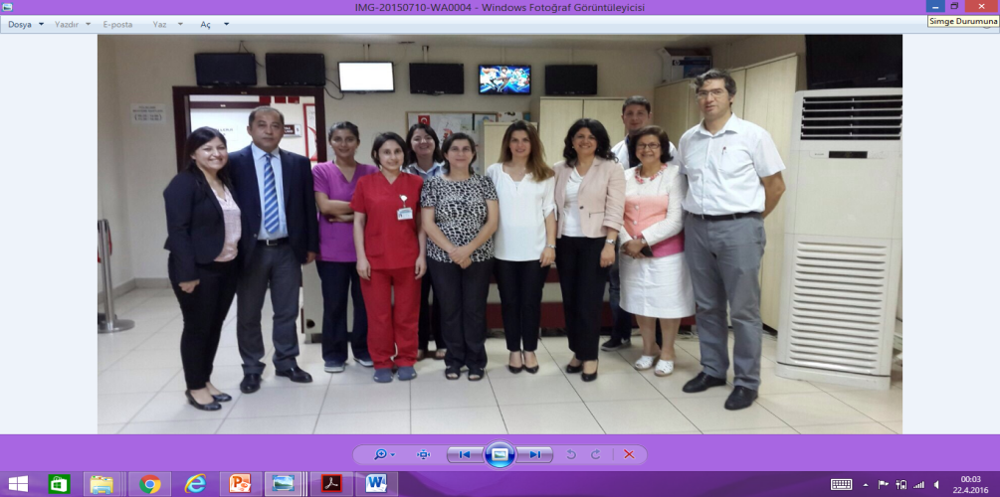 IMG-20150710-WA0004 - Windows Fotoğraf Görüntüleyicisi
Dosya Yazdır E-posta Yaz Aç
Simge Durumuna
00:03
22.4.2016